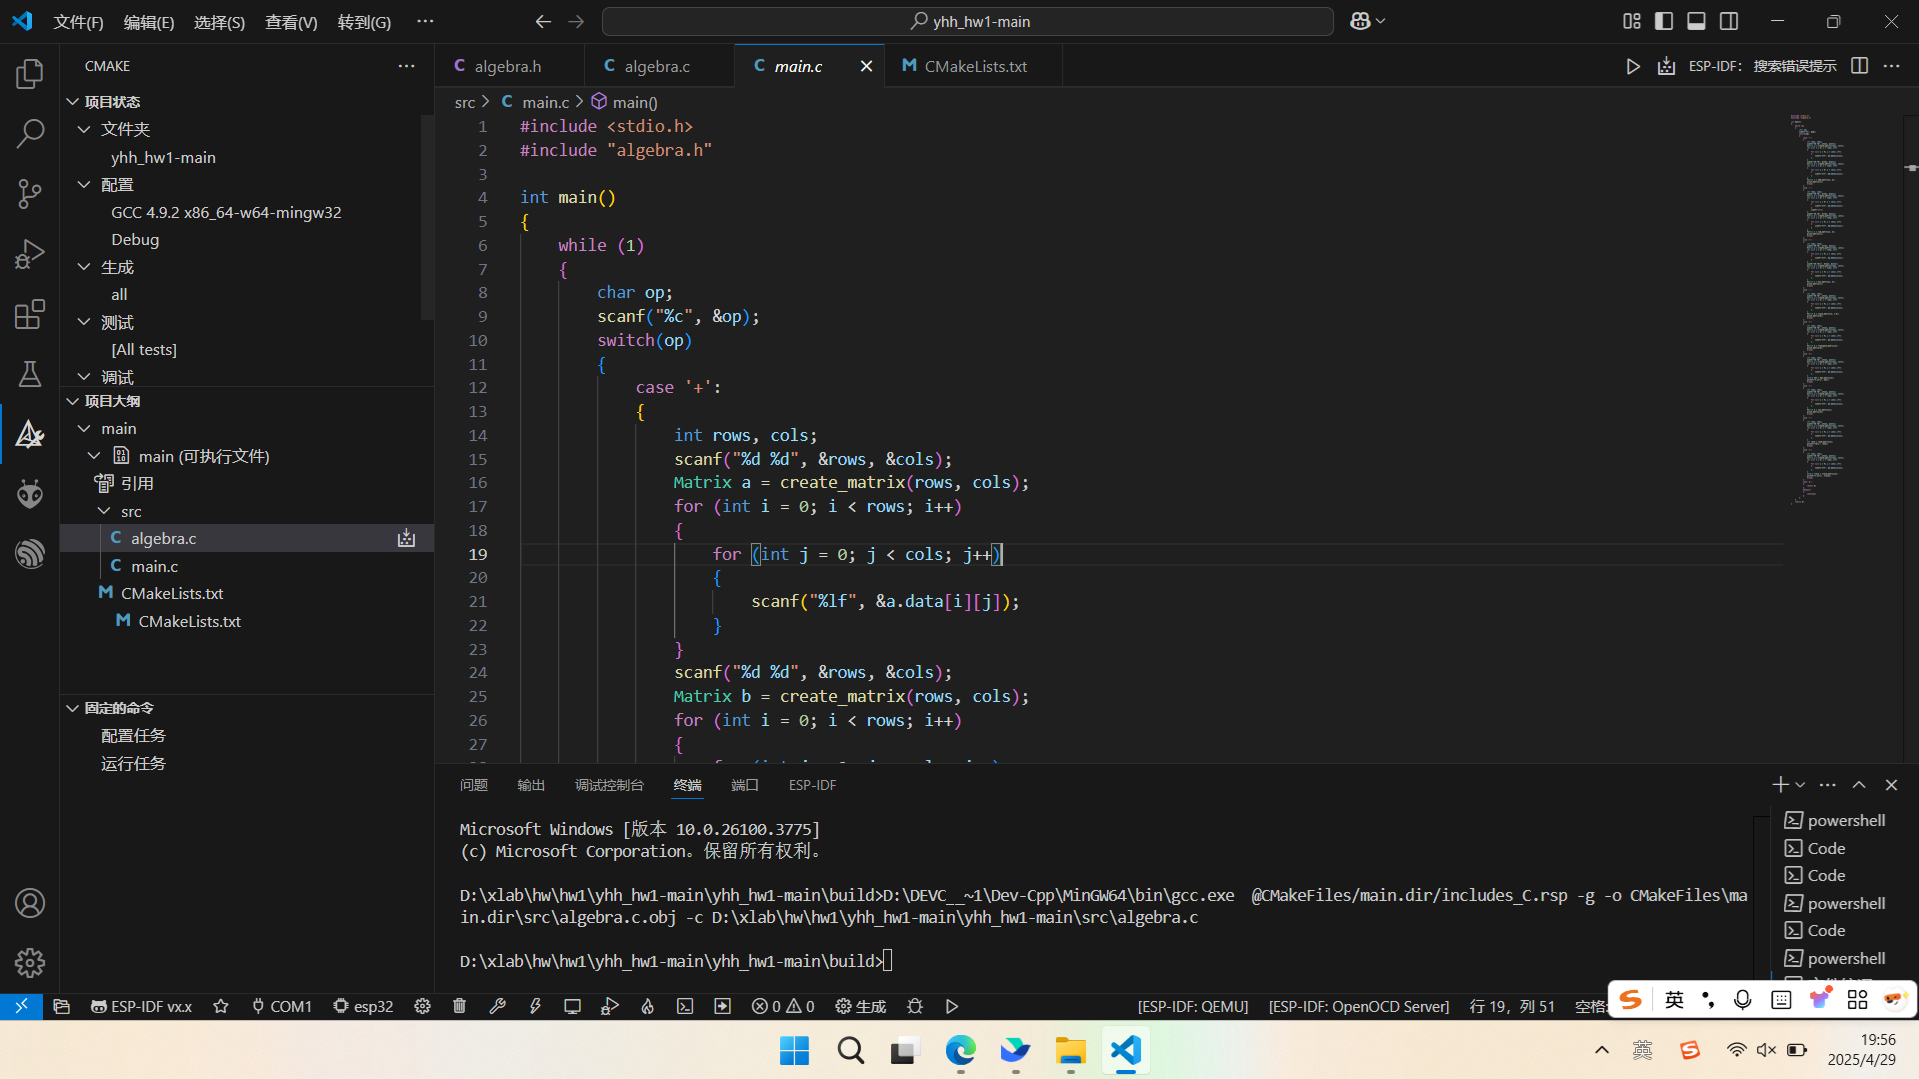 文件(F) 编辑(E) 选择(S) 查看(V) 转到(G) ··· yhh_hw1-main
CMAKE
项目状态
文件夹
yhh_hw1-main
配置
GCC 4.9.2 x86_64-w64-mingw32
Debug
生成
all
测试
[All tests]
调试
项目大纲
main
main (可执行文件)
引用
src
algebra.c
main.c
CMakeLists.txt
CMakeLists.txt
固定的命令
配置任务
运行任务
C algebra.h C algebra.c C main.c M CMakeLists.txt ESP-IDF: 搜索错误提示
src > C main.c > main()
1 #include <stdio.h>
2 #include "algebra.h"
3
4 int main()
5 {
6 while (1)
7 {
8 char op;
9 scanf("%c", &op);
10 switch(op)
11 {
12 case '+':
13 {
14 int rows, cols;
15 scanf("%d %d", &rows, &cols);
16 Matrix a = create_matrix(rows, cols);
17 for (int i = 0; i < rows; i++)
18 {
19 for (int j = 0; j < cols; j++)
20 {
21 scanf("%lf", &a.data[i][j]);
22 }
23 }
24 scanf("%d %d", &rows, &cols);
25 Matrix b = create_matrix(rows, cols);
26 for (int i = 0; i < rows; i++)
27 {
问题 输出 调试控制台 终端 端口 ESP-IDF
Microsoft Windows [版本 10.0.26100.3775]
(c) Microsoft Corporation。保留所有权利。
D:\xlab\hw\hw1\yhh_hw1-main\yhh_hw1-main\build>D:\DEVC__~1\Dev-Cpp\MinGW64\bin\gcc.exe @CMakeFiles/main.dir/includes_C.rsp -g -o CMakeFiles\ma
in.dir\src\algebra.c.obj -c D:\xlab\hw\hw1\yhh_hw1-main\yhh_hw1-main\src\algebra.c
D:\xlab\hw\hw1\yhh_hw1-main\yhh_hw1-main\build>
powershell
Code
Code
powershell
Code
powershell
ESP-IDF vx.x COM1 esp32 0 0 生成 [ESP-IDF: QEMU] [ESP-IDF: OpenOCD Server] 行 19，列 51 空格:
英
英
19:56
2025/4/29